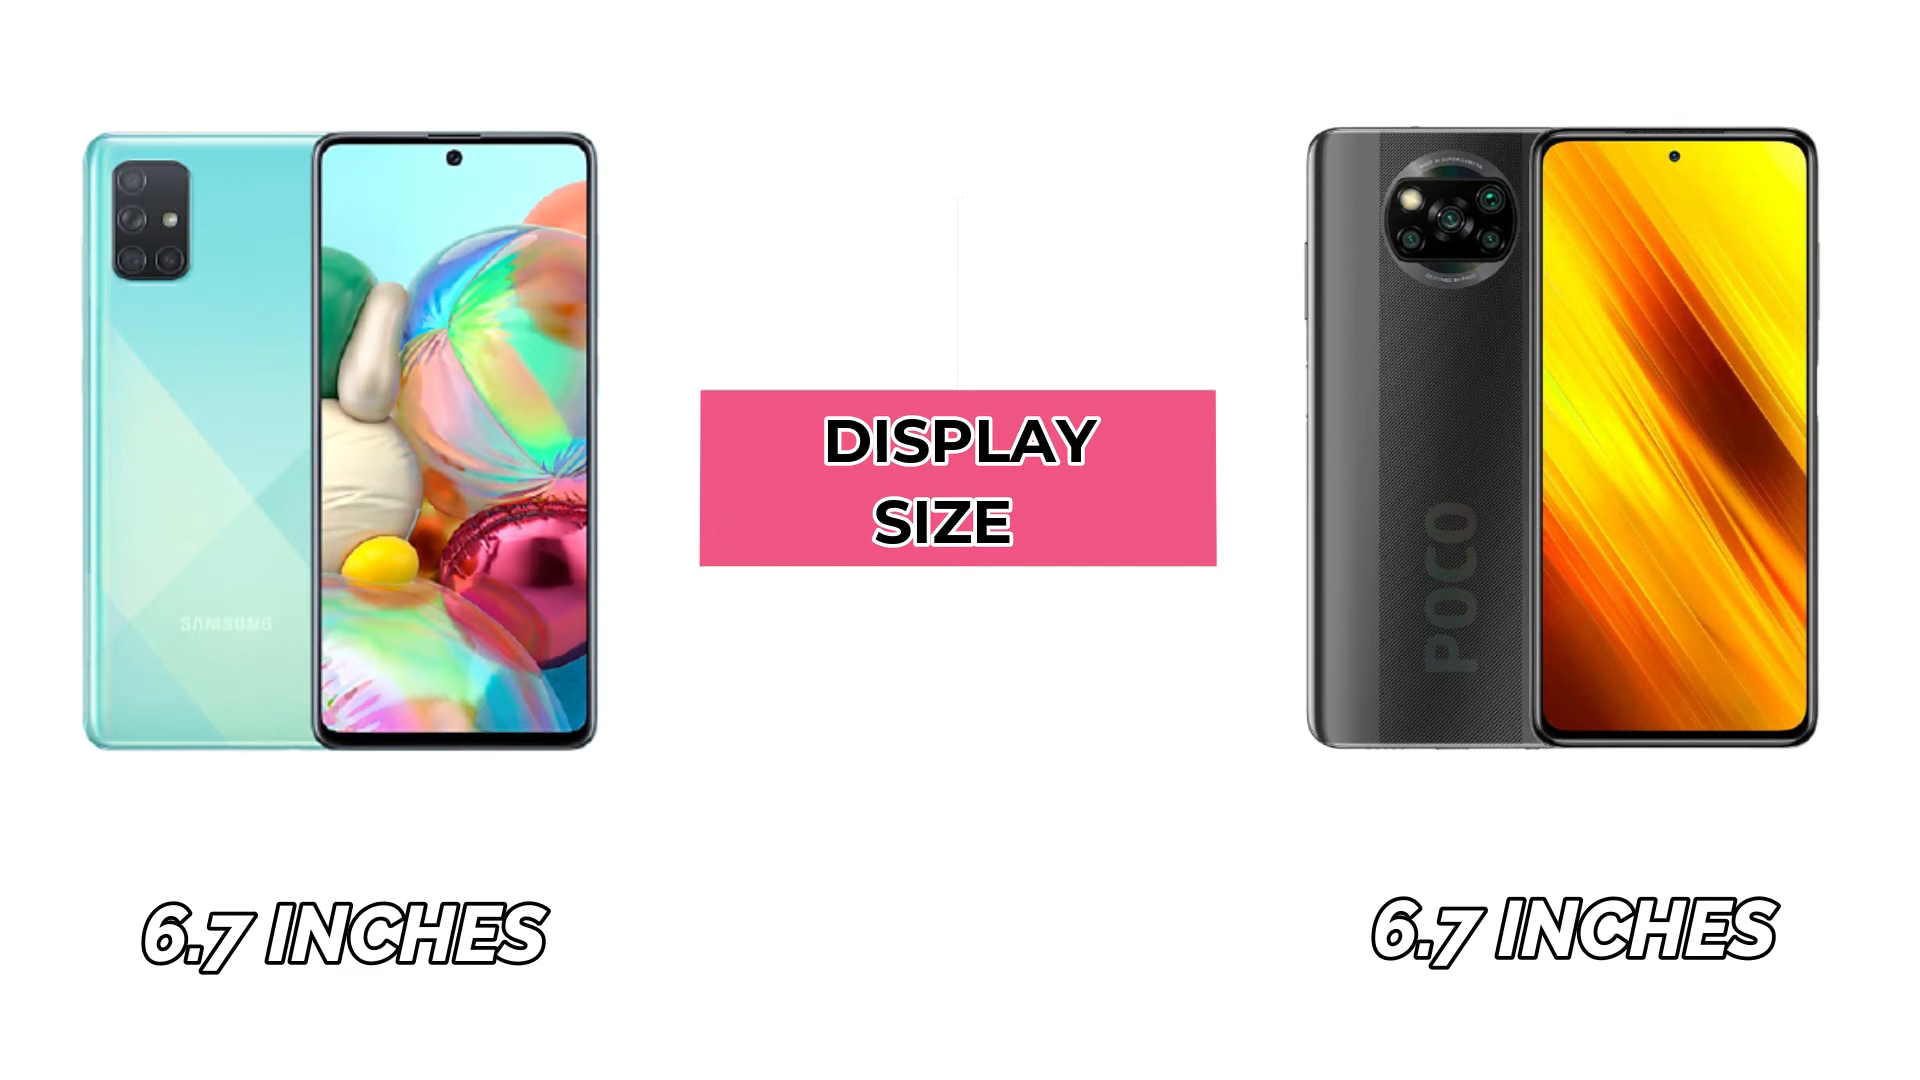 SAMSUNG
DISPLAY
SIZE
POCO
6.7 INCHES
6.7 INCHES